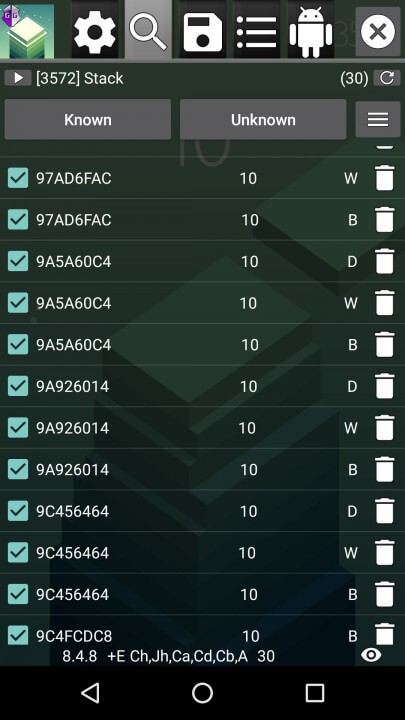 [3572] Stack (30)
Known Unknown
10
97AD6FAC 10 W
97AD6FAC 10 B
9A5A60C4 10 D
9A5A60C4 10 W
9A5A60C4 10 B
9A926014 10 D
9A926014 10 W
9A926014 10 B
9C456464 10 D
9C456464 10 W
9C456464 10 B
9C4FCDC8 10 B
8.4.8 +E Ch,Jh,Ca,Cd,Cb,A 30